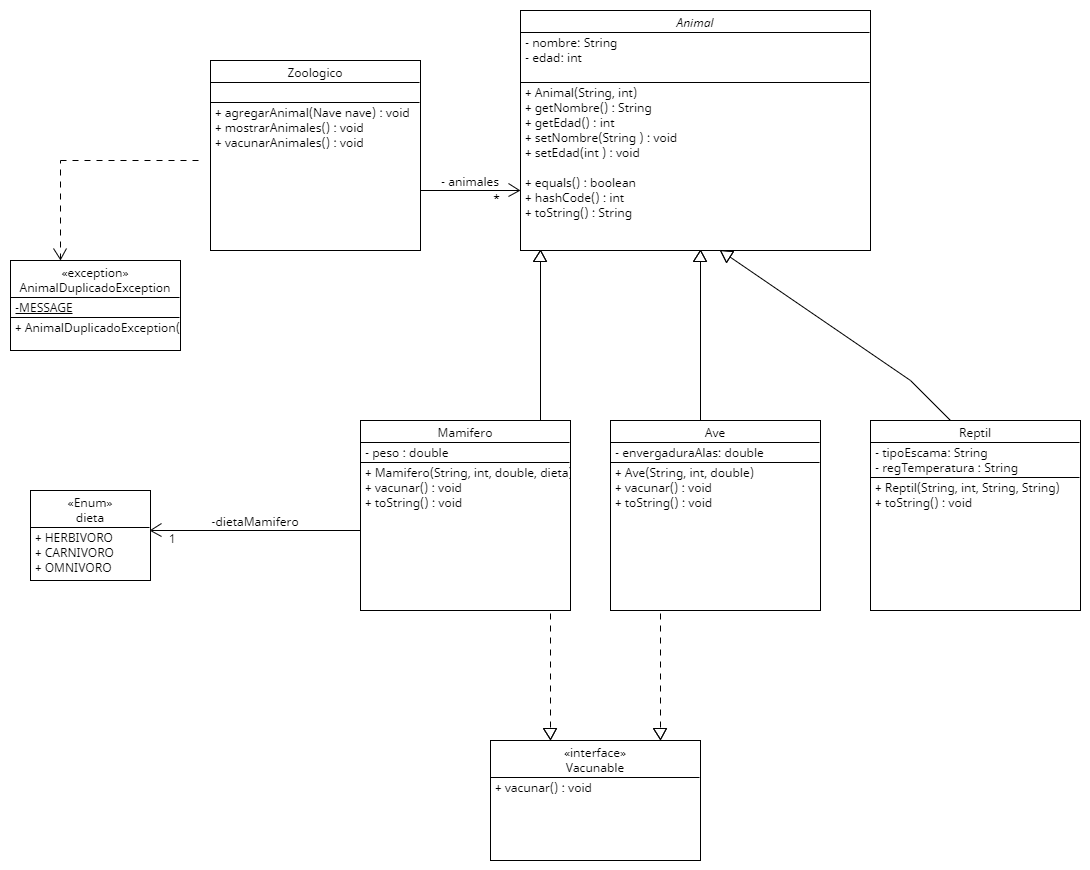 Animal
- nombre: String
- edad: int
+ Animal(String, int)
+ getNombre() : String
+ getEdad() : int
+ setNombre(String ) : void
+ setEdad(int ) : void
+ equals() : boolean
+ hashCode() : int
+ toString() : String
Zoologico
+ agregarAnimal(Nave nave) : void
+ mostrarAnimales() : void
+ vacunarAnimales() : void
- animales
*
«exception»
AnimalDuplicadoException
-MESSAGE
+ AnimalDuplicadoException(
Mamifero
- peso : double
+ Mamifero(String, int, double, dieta
+ vacunar() : void
+ toString() : void
Ave
- envergaduraAlas: double
+ Ave(String, int, double)
+ vacunar() : void
+ toString() : void
Reptil
- tipoEscama: String
- regTemperatura : String
+ Reptil(String, int, String, String)
+ toString() : void
«Enum»
dieta
+ HERBIVORO
+ CARNIVORO
+ OMNIVORO
-dietaMamifero
1
«interface»
Vacunable
+ vacunar() : void